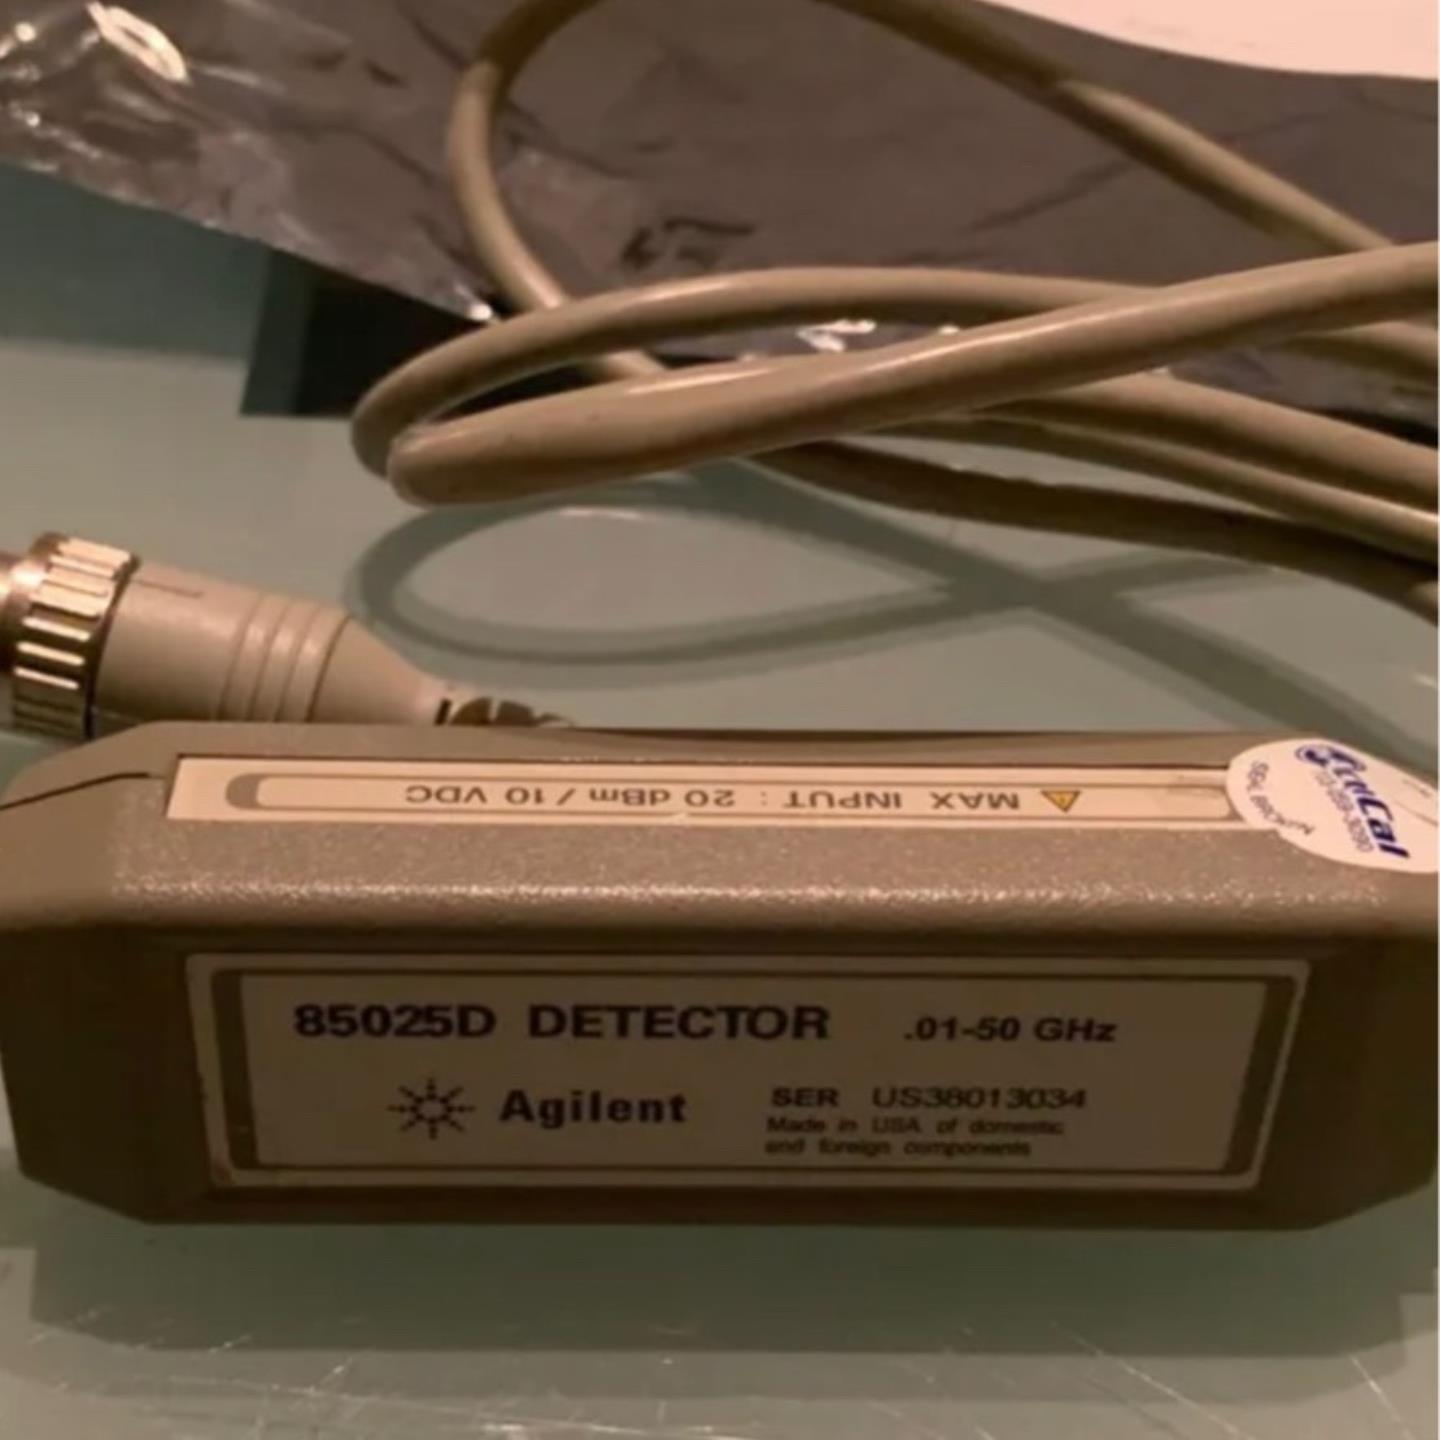 MAX INPUT : 20 dBm / 10 VDC
85025D DETECTOR .01-50 GHz
Agilent
SER US38013034
Made in USA of domestic
and foreign components